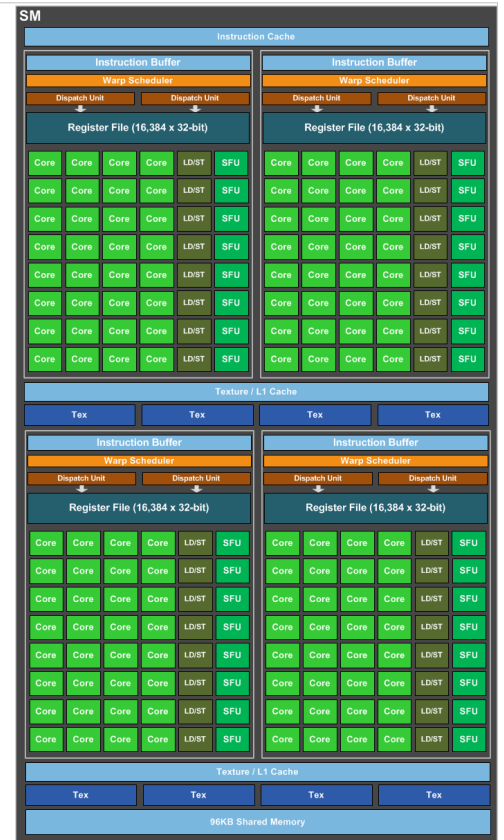 SM
Instruction Cache
Instruction Buffer Instruction Buffer
Warp Scheduler Warp Scheduler
Dispatch Unit Dispatch Unit Dispatch Unit Dispatch Unit
Register File (16,384 x 32-bit) Register File (16,384 x 32-bit)
Core Core Core Core LD/ST SFU Core Core Core Core LD/ST SFU
Core Core Core Core LD/ST SFU Core Core Core Core LD/ST SFU
Core Core Core Core LD/ST SFU Core Core Core Core LD/ST SFU
Core Core Core Core LD/ST SFU Core Core Core Core LD/ST SFU
Core Core Core Core LD/ST SFU Core Core Core Core LD/ST SFU
Core Core Core Core LD/ST SFU Core Core Core Core LD/ST SFU
Core Core Core Core LD/ST SFU Core Core Core Core LD/ST SFU
Core Core Core Core LD/ST SFU Core Core Core Core LD/ST SFU
Texture / L1 Cache
Tex Tex Tex Tex
Instruction Buffer Instruction Buffer
Warp Scheduler Warp Scheduler
Dispatch Unit Dispatch Unit Dispatch Unit Dispatch Unit
Register File (16,384 x 32-bit) Register File (16,384 x 32-bit)
Core Core Core Core LD/ST SFU Core Core Core Core LD/ST SFU
Core Core Core Core LD/ST SFU Core Core Core Core LD/ST SFU
Core Core Core Core LD/ST SFU Core Core Core Core LD/ST SFU
Core Core Core Core LD/ST SFU Core Core Core Core LD/ST SFU
Core Core Core Core LD/ST SFU Core Core Core Core LD/ST SFU
Core Core Core Core LD/ST SFU Core Core Core Core LD/ST SFU
Core Core Core Core LD/ST SFU Core Core Core Core LD/ST SFU
Core Core Core Core LD/ST SFU Core Core Core Core LD/ST SFU
Texture / L1 Cache
Tex Tex Tex Tex
96KB Shared Memory